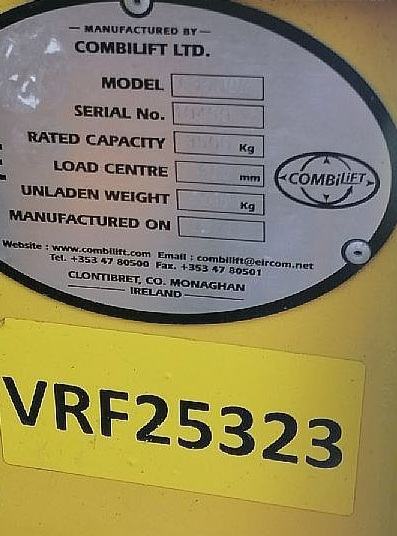 — MANUFACTURED BY —
COMBILIFT LTD.
MODEL
SERIAL No.
RATED CAPACITY Kg
LOAD CENTRE mm
UNLADEN WEIGHT Kg
MANUFACTURED ON
COMBiLiFT
Website : www.combilift.com Email : combilift@eircom.net
Tel. +353 47 80500 Fax. +353 47 80501
CLONTIBRET, CO. MONAGHAN
IRELAND
VRF25323